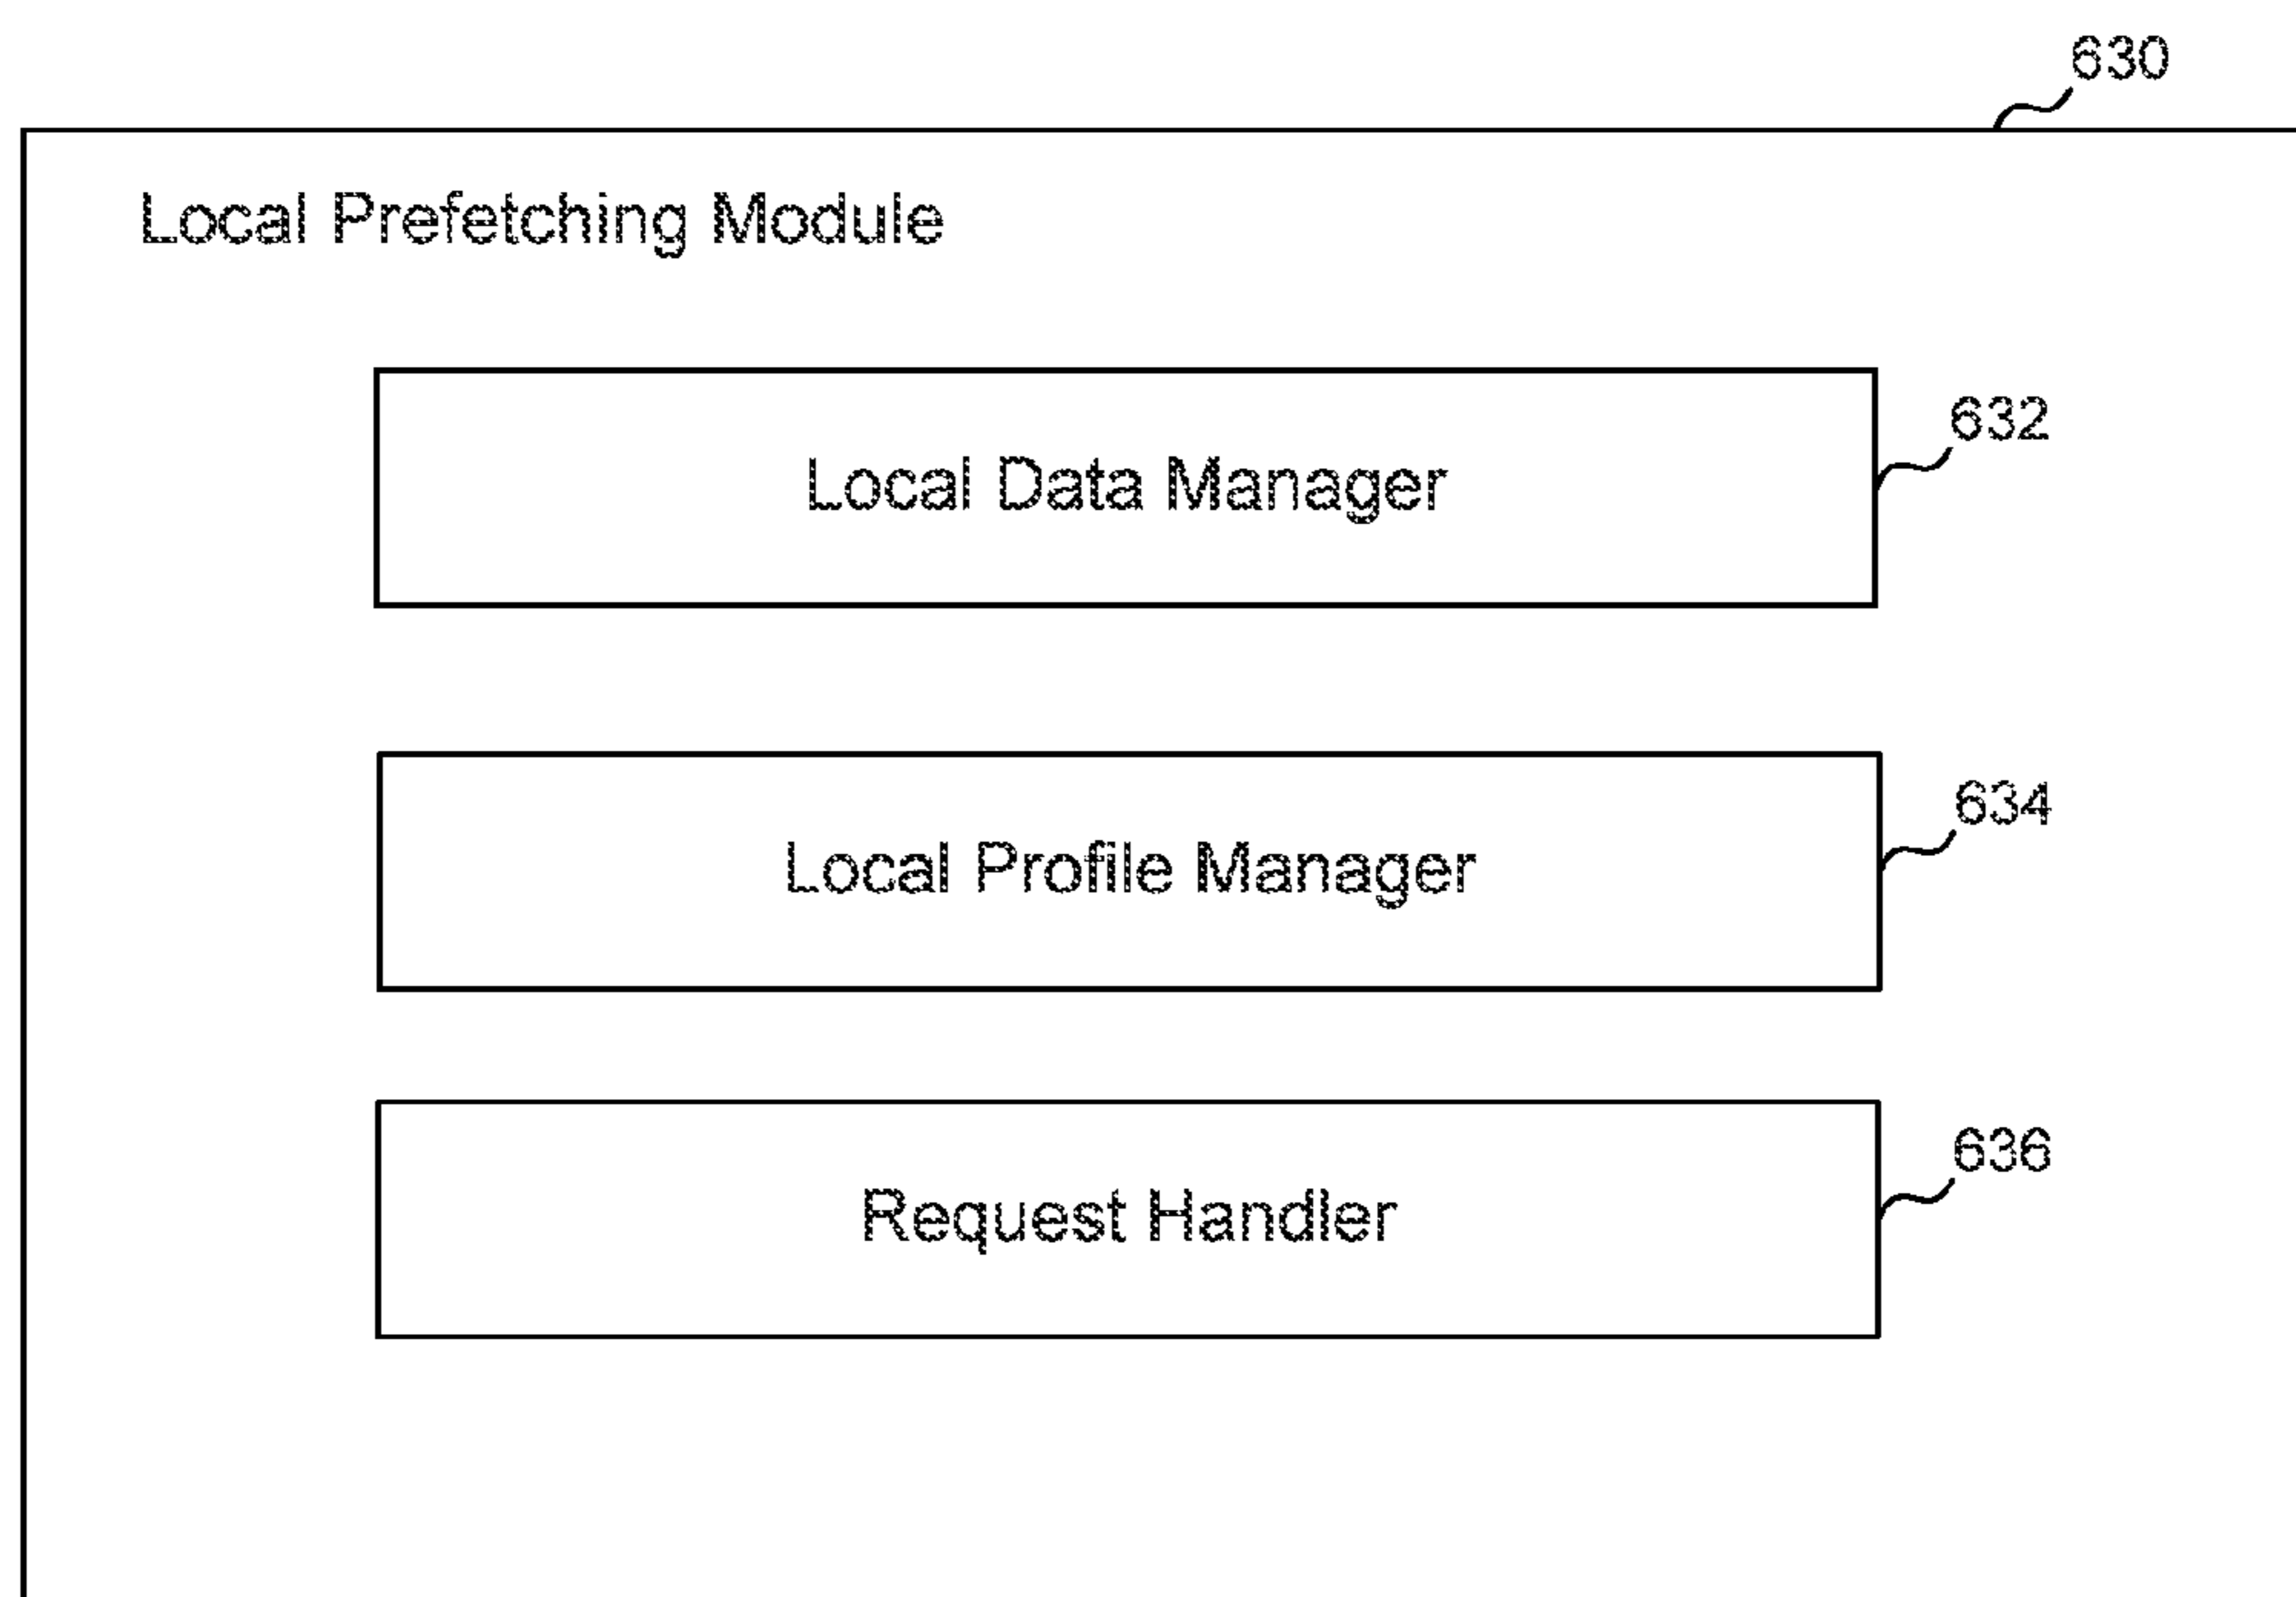 630
Local Prefetching Module
632
Local Data Manager
634
Local Profile Manager
636
Request Handler